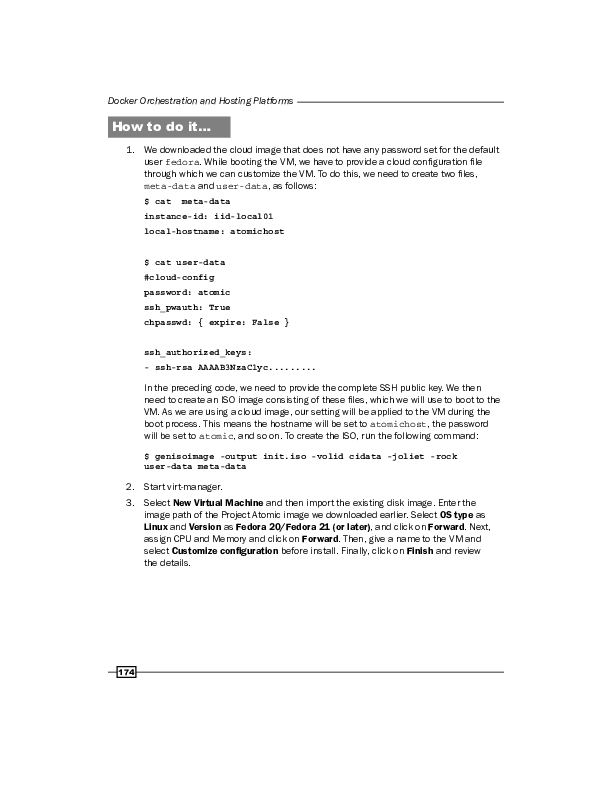 Docker Orchestration and Hosting Platforms
How to do it...
1. We downloaded the cloud image that does not have any password set for the default
user fedora. While booting the VM, we have to provide a cloud configuration file
through which we can customize the VM. To do this, we need to create two files,
meta-data and user-data, as follows:
$ cat  meta-data
instance-id: iid-local01
local-hostname: atomichost
$ cat user-data
#cloud-config
password: atomic
ssh_pwauth: True
chpasswd: { expire: False }
ssh_authorized_keys:
- ssh-rsa AAAAB3NzaC1yc.........
In the preceding code, we need to provide the complete SSH public key. We then
need to create an ISO image consisting of these files, which we will use to boot to the
VM. As we are using a cloud image, our setting will be applied to the VM during the
boot process. This means the hostname will be set to atomichost, the password
will be set to atomic, and so on. To create the ISO, run the following command:
$ genisoimage -output init.iso -volid cidata -joliet -rock
user-data meta-data
2. Start virt-manager.
3. Select New Virtual Machine and then import the existing disk image. Enter the
image path of the Project Atomic image we downloaded earlier. Select OS type as
Linux and Version as Fedora 20/Fedora 21 (or later), and click on Forward. Next,
assign CPU and Memory and click on Forward. Then, give a name to the VM and
select Customize configuration before install. Finally, click on Finish and review
the details.
174